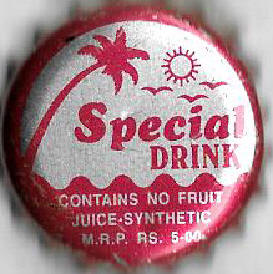 Special
DRINK
CONTAINS NO FRUIT
JUICE-SYNTHETIC
M.R.P. RS. 5-00